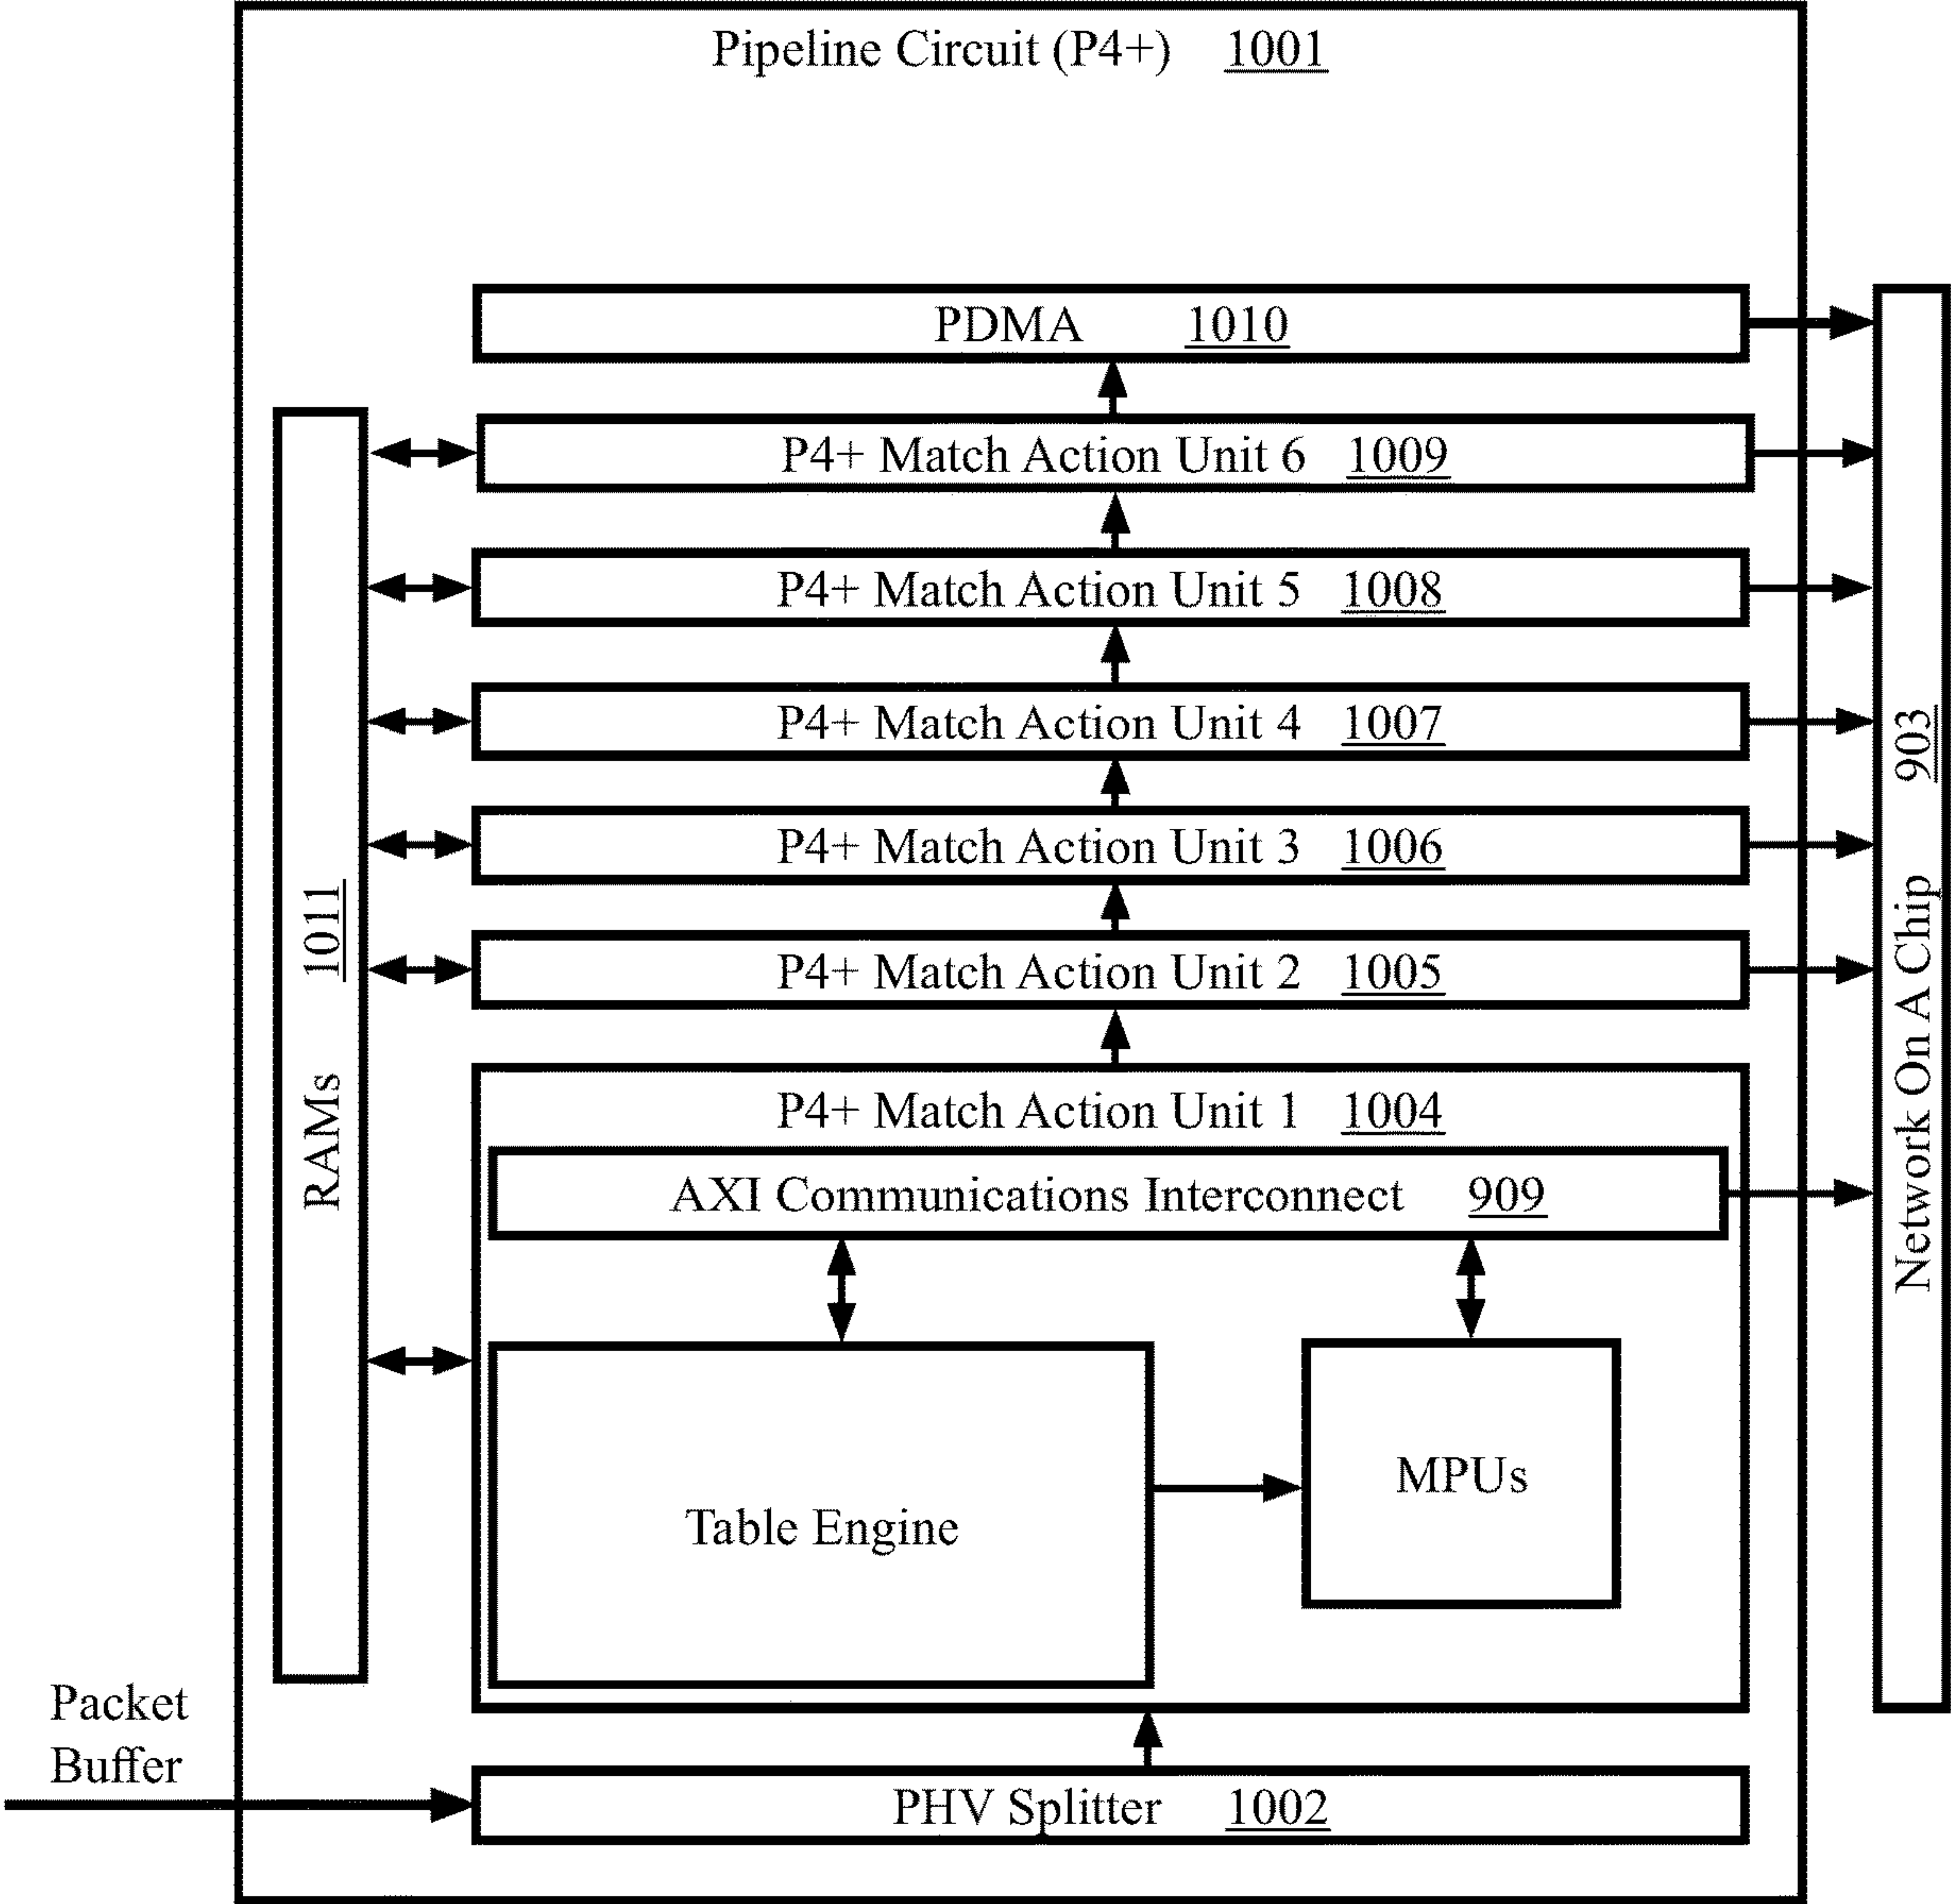 Pipeline Circuit (P4+) 1001
PDMA 1010
P4+ Match Action Unit 6 1009
P4+ Match Action Unit 5 1008
P4+ Match Action Unit 4 1007
P4+ Match Action Unit 3 1006
P4+ Match Action Unit 2 1005
P4+ Match Action Unit 1 1004
AXI Communications Interconnect 909
Table Engine
MPUs
RAMs 1011
Network On A Chip 903
Packet
Buffer
PHV Splitter 1002